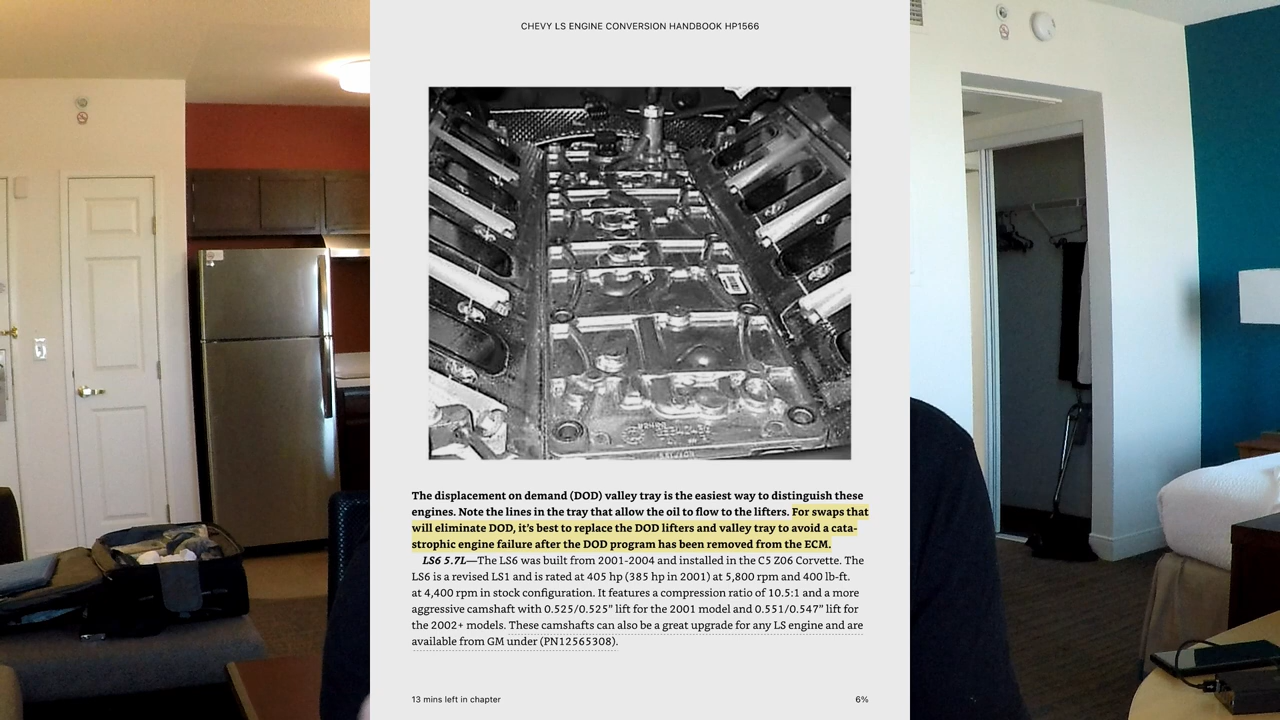 CHEVY LS ENGINE CONVERSION HANDBOOK HP1566
The displacement on demand (DOD) valley tray is the easiest way to distinguish these
engines. Note the lines in the tray that allow the oil to flow to the lifters. For swaps that
will eliminate DOD, it’s best to replace the DOD lifters and valley tray to avoid a cata-
strophic engine failure after the DOD program has been removed from the ECM.
LS6 5.7L—The LS6 was built from 2001-2004 and installed in the C5 Z06 Corvette. The
LS6 is a revised LS1 and is rated at 405 hp (385 hp in 2001) at 5,800 rpm and 400 lb-ft.
at 4,400 rpm in stock configuration. It features a compression ratio of 10.5:1 and a more
aggressive camshaft with 0.525/0.525” lift for the 2001 model and 0.551/0.547” lift for
the 2002+ models. These camshafts can also be a great upgrade for any LS engine and are
available from GM under (PN12565308).
13 mins left in chapter
6%